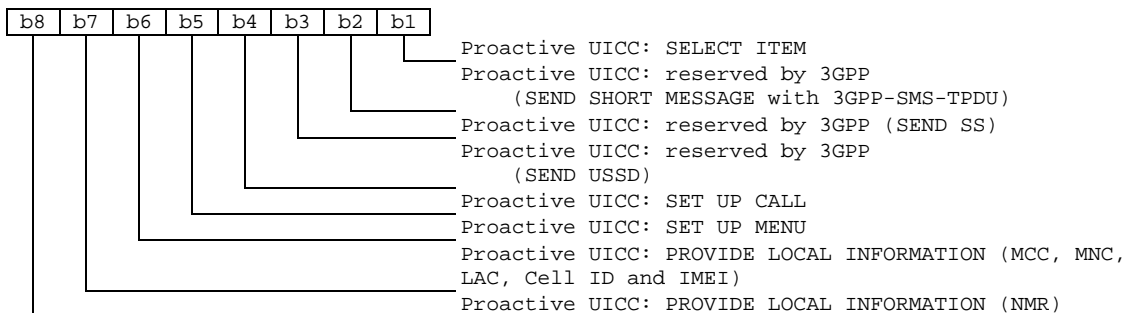 b8 b7 b6 b5 b4 b3 b2 b1
Proactive UICC: SELECT ITEM
Proactive UICC: reserved by 3GPP
(SEND SHORT MESSAGE with 3GPP-SMS-TPDU)
Proactive UICC: reserved by 3GPP (SEND SS)
Proactive UICC: reserved by 3GPP
(SEND USSD)
Proactive UICC: SET UP CALL
Proactive UICC: SET UP MENU
Proactive UICC: PROVIDE LOCAL INFORMATION (MCC, MNC,
LAC, Cell ID and IMEI)
Proactive UICC: PROVIDE LOCAL INFORMATION (NMR)